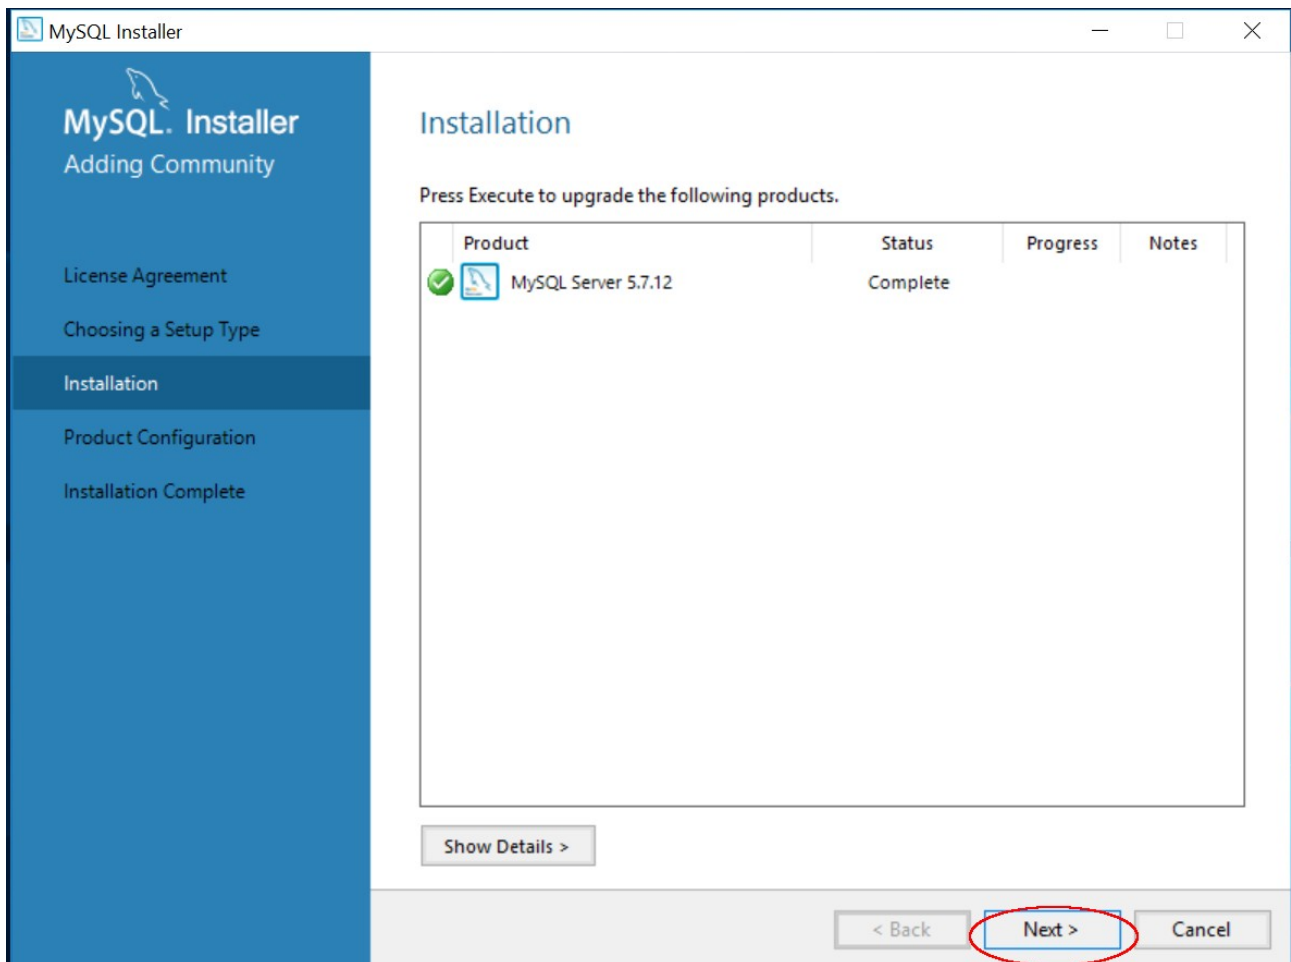 MySQL Installer
MySQL. Installer
Adding Community
License Agreement
Choosing a Setup Type
Installation
Product Configuration
Installation Complete
Installation
Press Execute to upgrade the following products.
Product Status Progress Notes
MySQL Server 5.7.12 Complete
Show Details >
< Back Next > Cancel